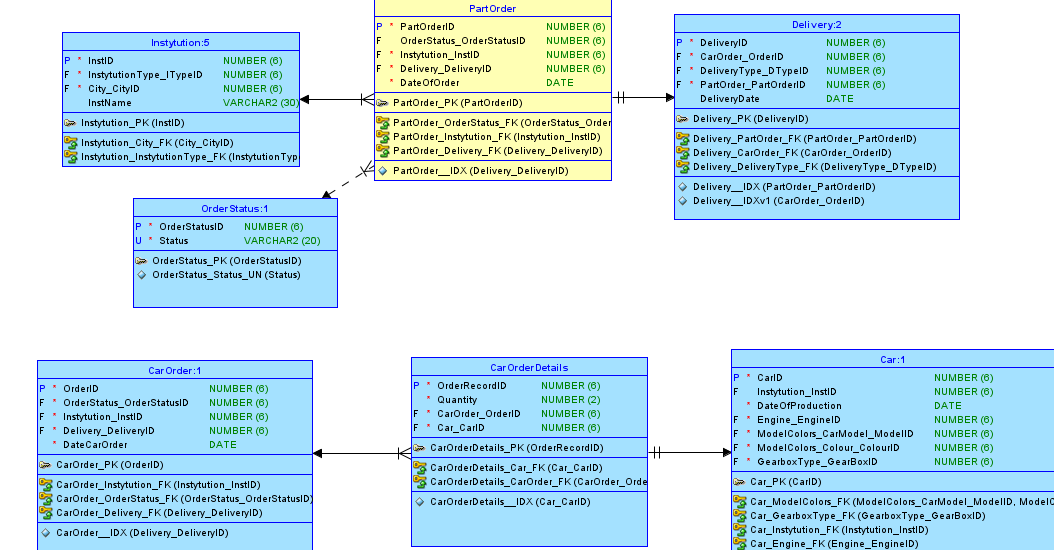 PartOrder
P * PartOrderID NUMBER (6)
F OrderStatus_OrderStatusID NUMBER (6)
F * Instytution_InstID NUMBER (6)
F * Delivery_DeliveryID NUMBER (6)
* DateOfOrder DATE
PartOrder_PK (PartOrderID)
PartOrder_OrderStatus_FK (OrderStatus_Order
PartOrder_Instytution_FK (Instytution_InstID)
PartOrder_Delivery_FK (Delivery_DeliveryID)
PartOrder__IDX (Delivery_DeliveryID)
Instytution:5
P * InstID NUMBER (6)
F * InstytutionType_ITypeID NUMBER (6)
F * City_CityID NUMBER (6)
InstName VARCHAR2 (30)
Instytution_PK (InstID)
Instytution_City_FK (City_CityID)
Instytution_InstytutionType_FK (InstytutionTyp
Delivery:2
P * DeliveryID NUMBER (6)
F CarOrder_OrderID NUMBER (6)
F * DeliveryType_DTypeID NUMBER (6)
F * PartOrder_PartOrderID NUMBER (6)
DeliveryDate DATE
Delivery_PK (DeliveryID)
Delivery_PartOrder_FK (PartOrder_PartOrderID)
Delivery_CarOrder_FK (CarOrder_OrderID)
Delivery_DeliveryType_FK (DeliveryType_DTypeID)
Delivery__IDX (PartOrder_PartOrderID)
Delivery__IDXv1 (CarOrder_OrderID)
OrderStatus:1
P * OrderStatusID NUMBER (6)
U * Status VARCHAR2 (20)
OrderStatus_PK (OrderStatusID)
OrderStatus_Status_UN (Status)
CarOrder:1
P * OrderID NUMBER (6)
F * OrderStatus_OrderStatusID NUMBER (6)
F * Instytution_InstID NUMBER (6)
F * Delivery_DeliveryID NUMBER (6)
* DateCarOrder DATE
CarOrder_PK (OrderID)
CarOrder_Instytution_FK (Instytution_InstID)
CarOrder_OrderStatus_FK (OrderStatus_OrderStatusID)
CarOrder_Delivery_FK (Delivery_DeliveryID)
CarOrder__IDX (Delivery_DeliveryID)
CarOrderDetails
P * OrderRecordID NUMBER (6)
* Quantity NUMBER (2)
F * CarOrder_OrderID NUMBER (6)
F * Car_CarID NUMBER (6)
CarOrderDetails_PK (OrderRecordID)
CarOrderDetails_Car_FK (Car_CarID)
CarOrderDetails_CarOrder_FK (CarOrder_Orde
CarOrderDetails__IDX (Car_CarID)
Car:1
P * CarID NUMBER (6)
F Instytution_InstID NUMBER (6)
* DateOfProduction DATE
F * Engine_EngineID NUMBER (6)
F * ModelColors_CarModel_ModelID NUMBER (6)
F * ModelColors_Colour_ColourID NUMBER (6)
F * GearboxType_GearBoxID NUMBER (6)
Car_PK (CarID)
Car_ModelColors_FK (ModelColors_CarModel_ModelID, ModelC
Car_GearboxType_FK (GearboxType_GearBoxID)
Car_Instytution_FK (Instytution_InstID)
Car_Engine_FK (Engine_EngineID)